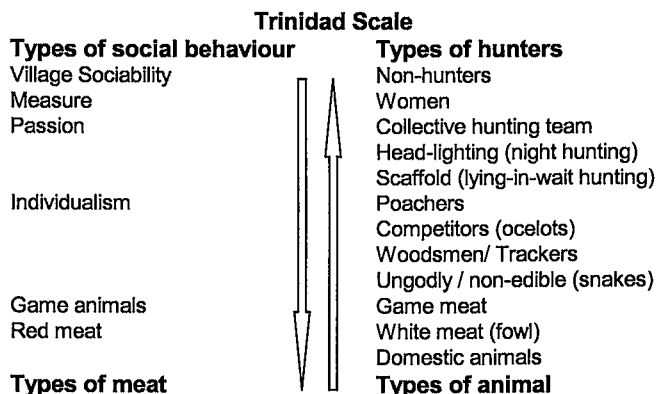 Trinidad Scale
Types of social behaviour Types of hunters
Village Sociability Non-hunters
Measure Women
Passion Collective hunting team
Head-lighting (night hunting)
Scaffold (lying-in-wait hunting)
Individualism Poachers
Competitors (ocelots)
Woodsmen/ Trackers
Ungodly / non-edible (snakes)
Game animals Game meat
Red meat White meat (fowl)
Domestic animals
Types of meat Types of animal